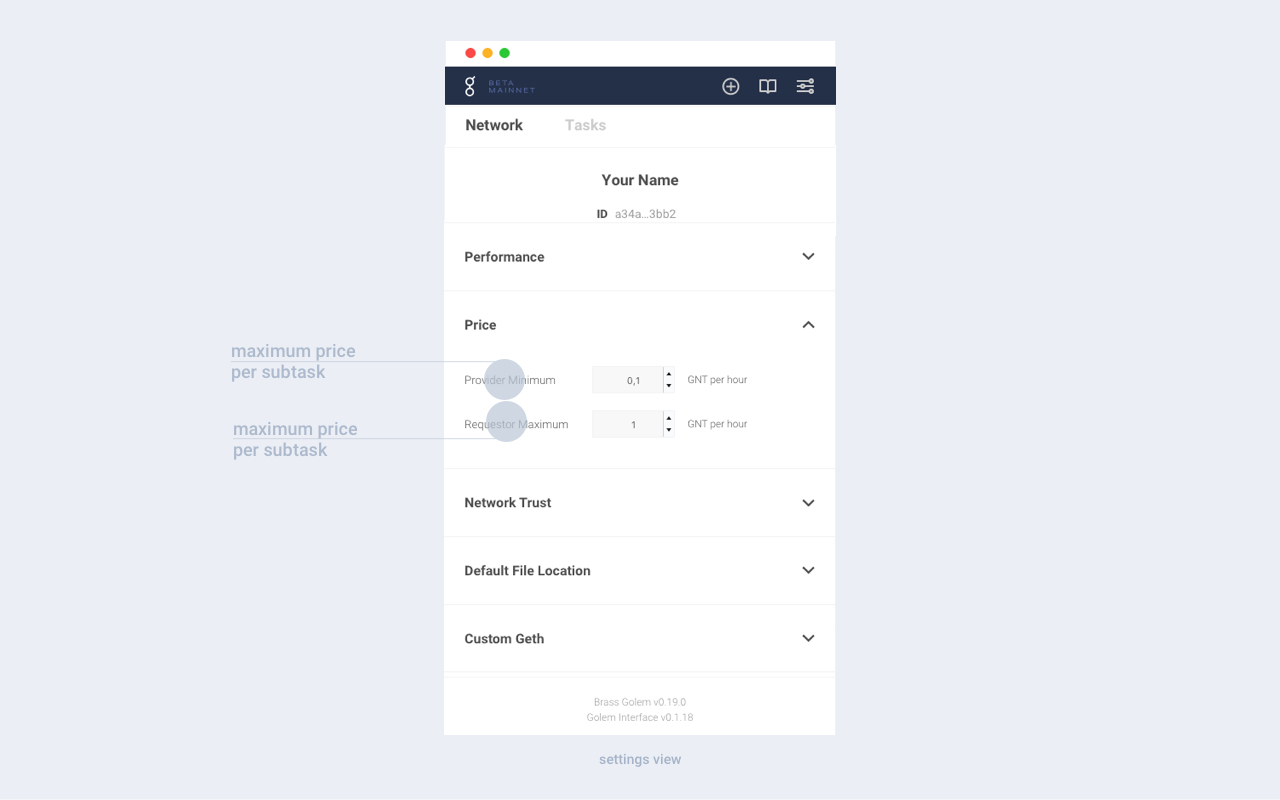 BETA
MAINNET
Network Tasks
Your Name
ID a34a...3bb2
Performance
Price
maximum price
per subtask
Provider Minimum 0,1 GNT per hour
maximum price
per subtask
Requestor Maximum 1 GNT per hour
Network Trust
Default File Location
Custom Geth
Brass Golem v0.19.0
Golem Interface v0.1.18
settings view